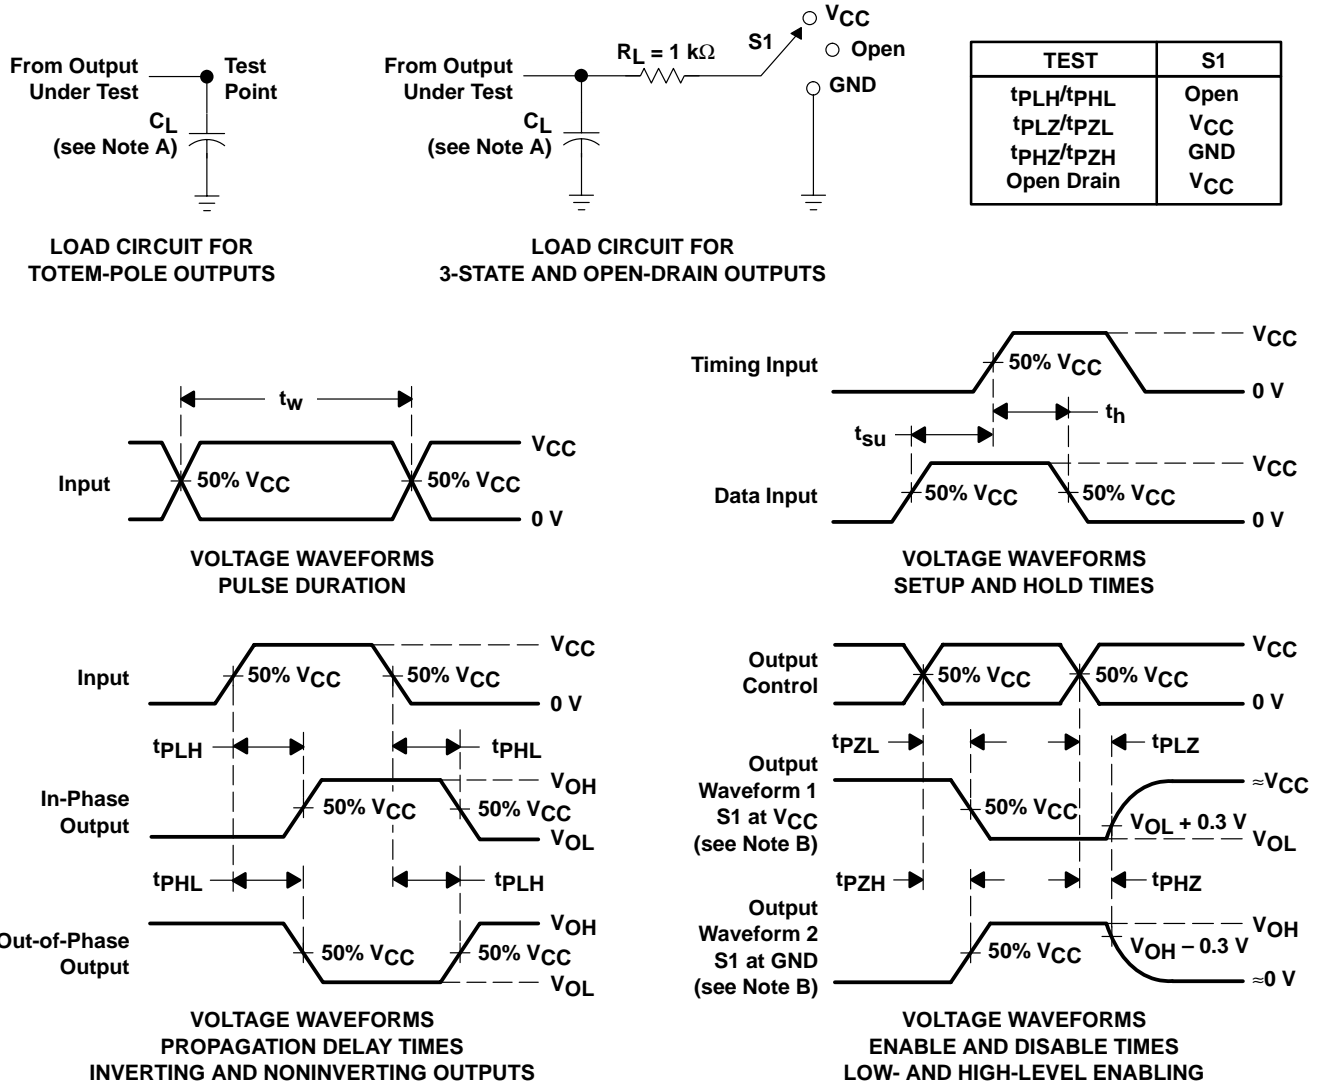 From Output
Under Test
Test
Point
CL
(see Note A)
LOAD CIRCUIT FOR
TOTEM-POLE OUTPUTS
From Output
Under Test
RL = 1 kΩ
S1
VCC
Open
GND
CL
(see Note A)
LOAD CIRCUIT FOR
3-STATE AND OPEN-DRAIN OUTPUTS
TEST S1
tPLH/tPHL Open
tPLZ/tPZL VCC
tPHZ/tPZH GND
Open Drain VCC
tw
Input
50% VCC
50% VCC
VCC
0 V
VOLTAGE WAVEFORMS
PULSE DURATION
Timing Input
50% VCC
VCC
0 V
th
tsu
Data Input
50% VCC
50% VCC
VCC
0 V
VOLTAGE WAVEFORMS
SETUP AND HOLD TIMES
Input
50% VCC
50% VCC
VCC
0 V
tPLH
tPHL
In-Phase
Output
50% VCC
50% VCC
VOH
VOL
tPHL
tPLH
Out-of-Phase
Output
50% VCC
50% VCC
VOH
VOL
VOLTAGE WAVEFORMS
PROPAGATION DELAY TIMES
INVERTING AND NONINVERTING OUTPUTS
Output
Control
50% VCC
50% VCC
VCC
0 V
tPZL
tPLZ
Output
Waveform 1
S1 at VCC
(see Note B)
50% VCC
VOL + 0.3 V
≈VCC
VOL
tPZH
tPHZ
Output
Waveform 2
S1 at GND
(see Note B)
50% VCC
VOH − 0.3 V
VOH
≈0 V
VOLTAGE WAVEFORMS
ENABLE AND DISABLE TIMES
LOW- AND HIGH-LEVEL ENABLING